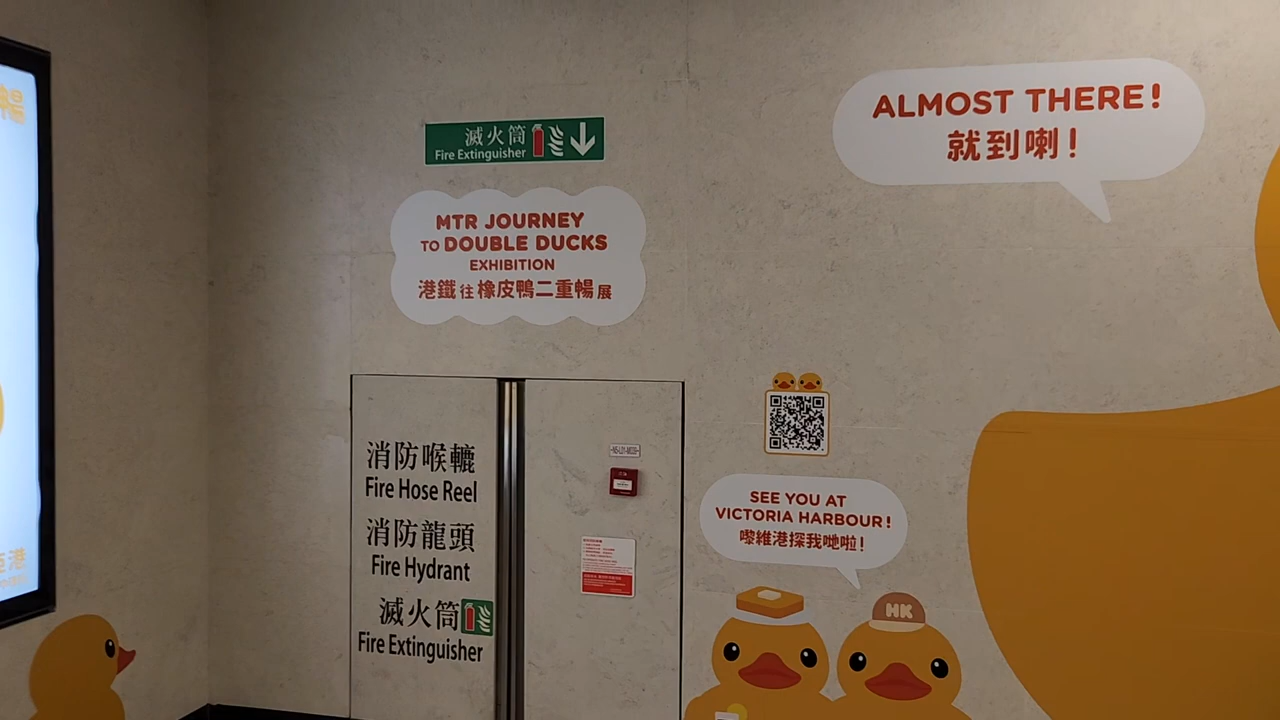 滅火筒
Fire Extinguisher
MTR JOURNEY
TO DOUBLE DUCKS
EXHIBITION
港鐵往橡皮鴨二重暢展
ALMOST THERE!
就到喇!
消防喉轆
Fire Hose Reel
消防龍頭
Fire Hydrant
滅火筒
Fire Extinguisher
SEE YOU AT
VICTORIA HARBOUR!
嚟維港探我哋啦!
HK
暢